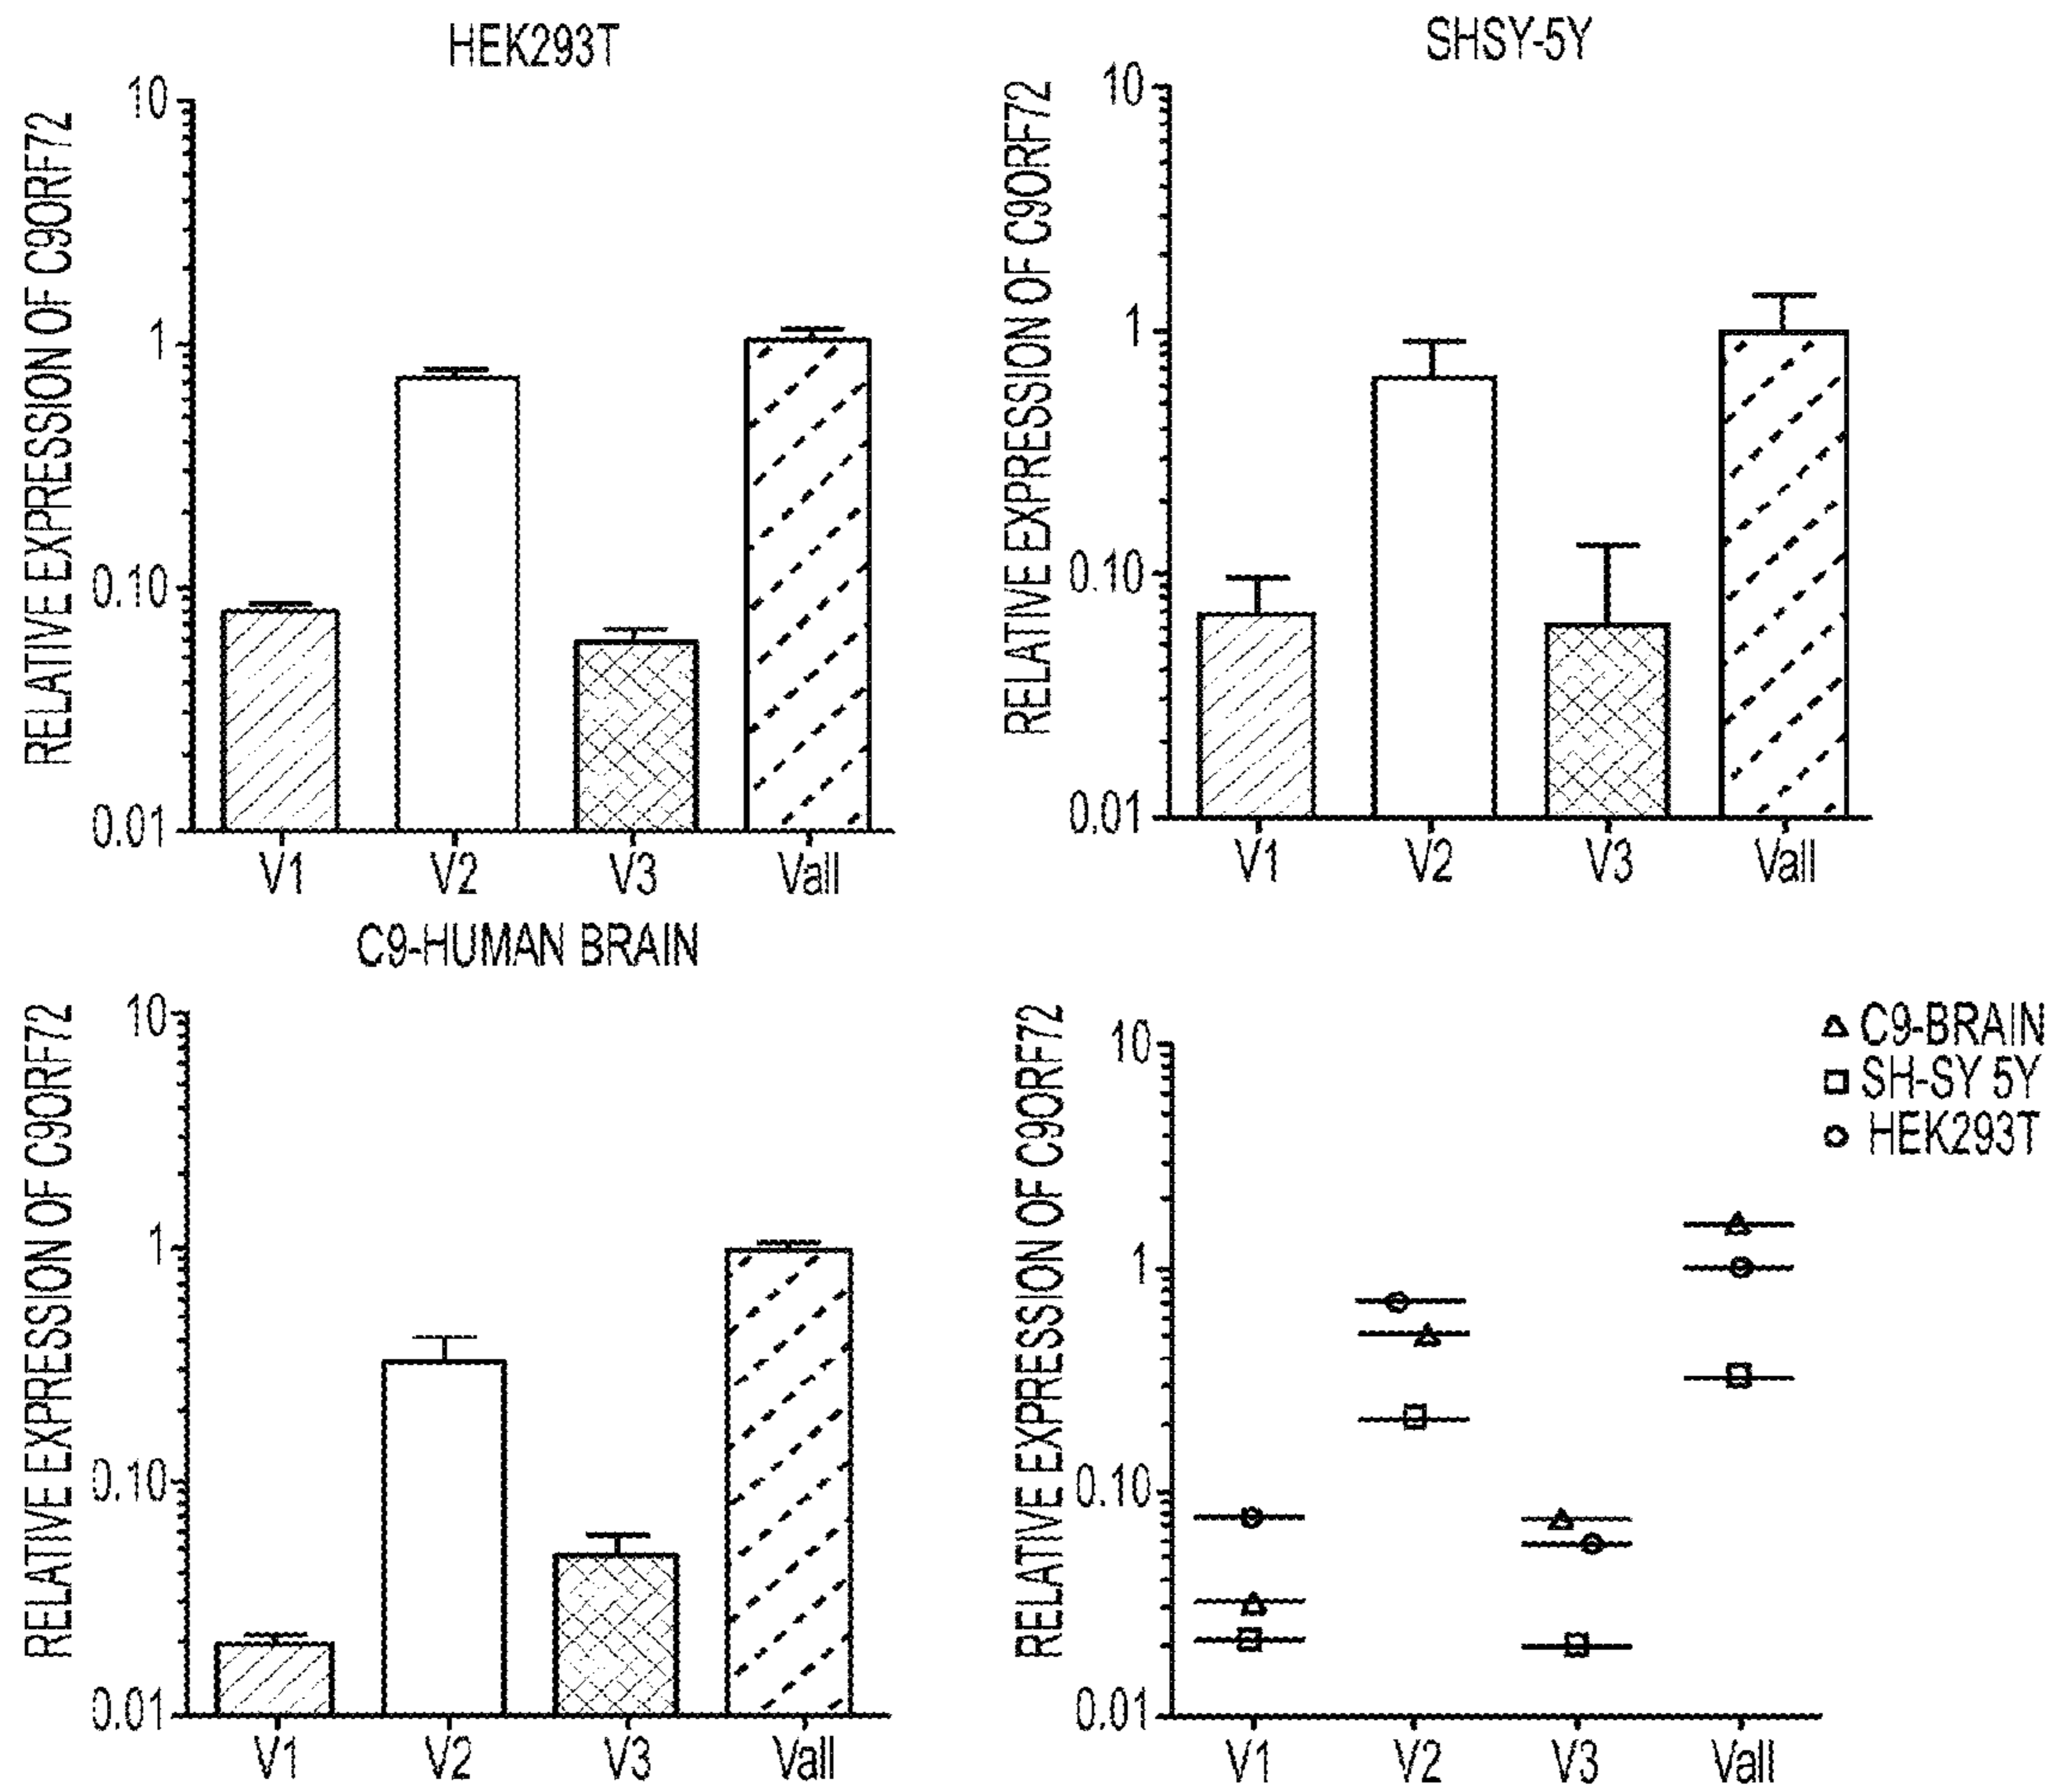 HEK293T
RELATIVE EXPRESSION OF C9ORF72
10
1
0.10
0.01
V1 V2 V3 Vall
SHSY-5Y
RELATIVE EXPRESSION OF C9ORF72
10
1
0.10
0.01
V1 V2 V3 Vall
C9-HUMAN BRAIN
RELATIVE EXPRESSION OF C9ORF72
10
1
0.10
0.01
V1 V2 V3 Vall
RELATIVE EXPRESSION OF C9ORF72
10
1
0.10
0.01
V1 V2 V3 Vall
C9-BRAIN
SH-SY 5Y
HEK293T